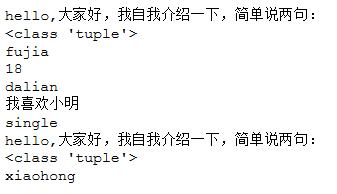 hello,大家好，我自我介绍一下，简单说两句：
<class 'tuple'>
fujia
18
dalian
我喜欢小明
single
hello,大家好，我自我介绍一下，简单说两句：
<class 'tuple'>
xiaohong